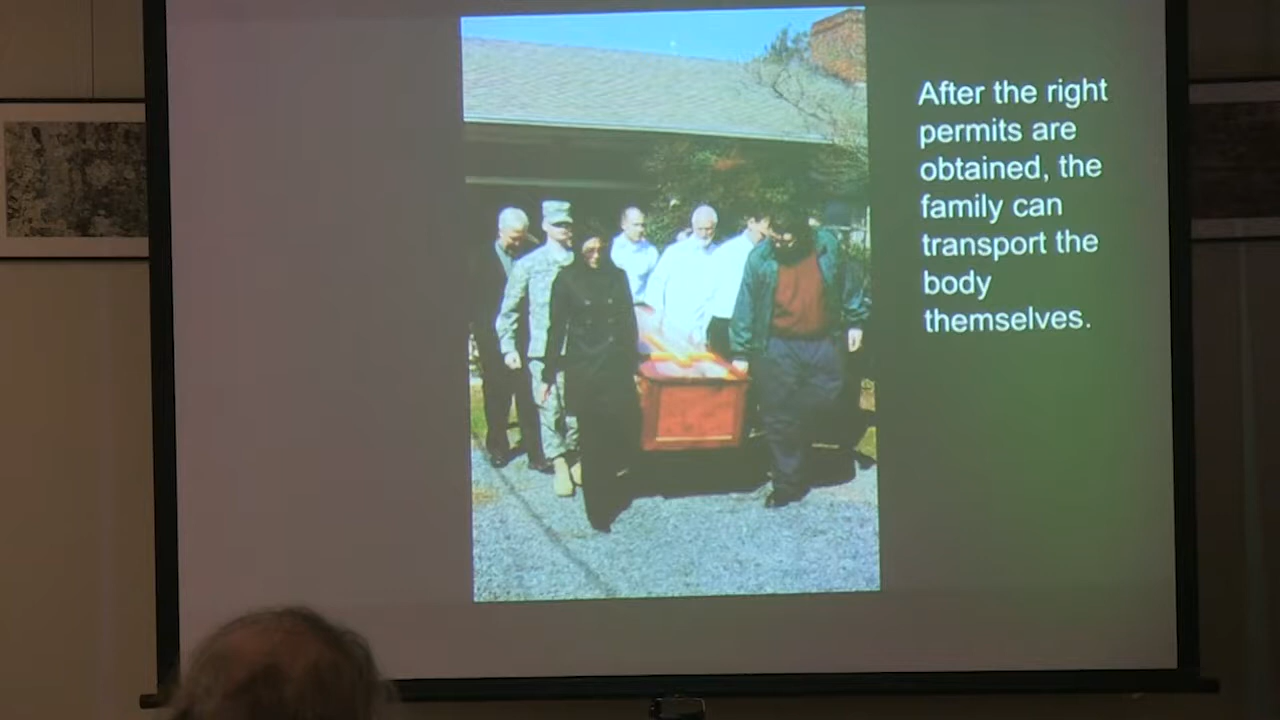 After the right
permits are
obtained, the
family can
transport the
body
themselves.